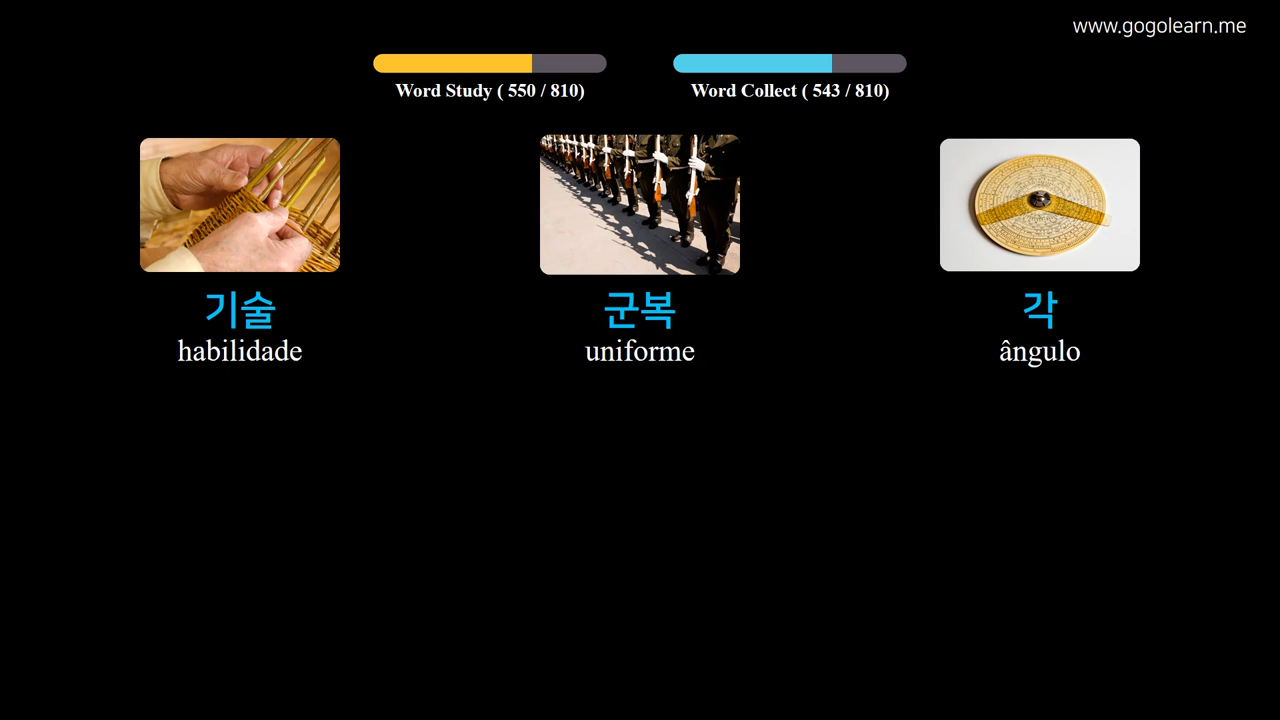 www.gogolearn.me
Word Study ( 550 / 810)
Word Collect ( 543 / 810)
기술
habilidade
군복
uniforme
각
ângulo